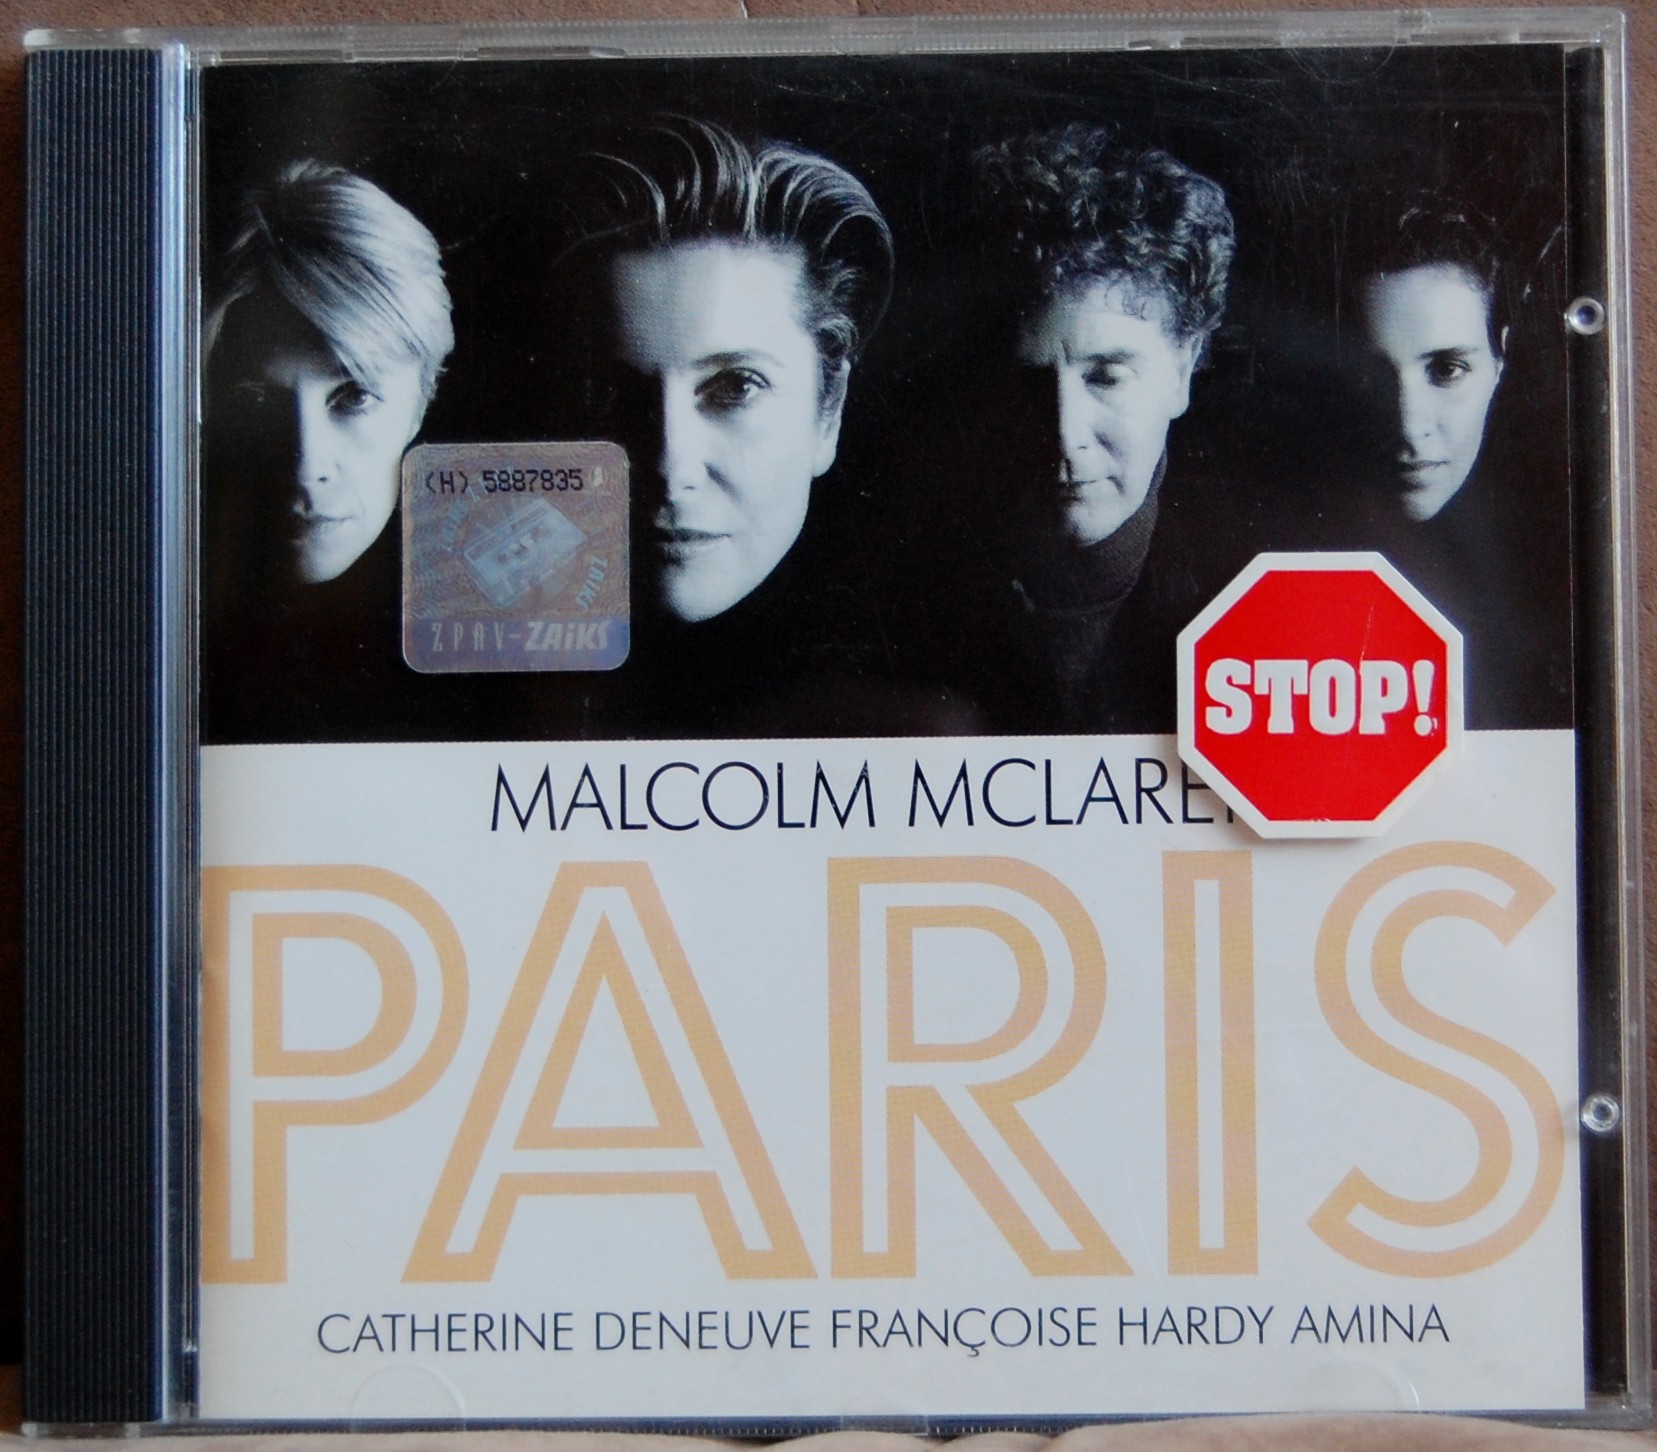 (H) 5887835
ZPAV-ZAiKS
STOP!
MALCOLM MCLAREN
PARIS
CATHERINE DENEUVE FRANÇOISE HARDY AMINA